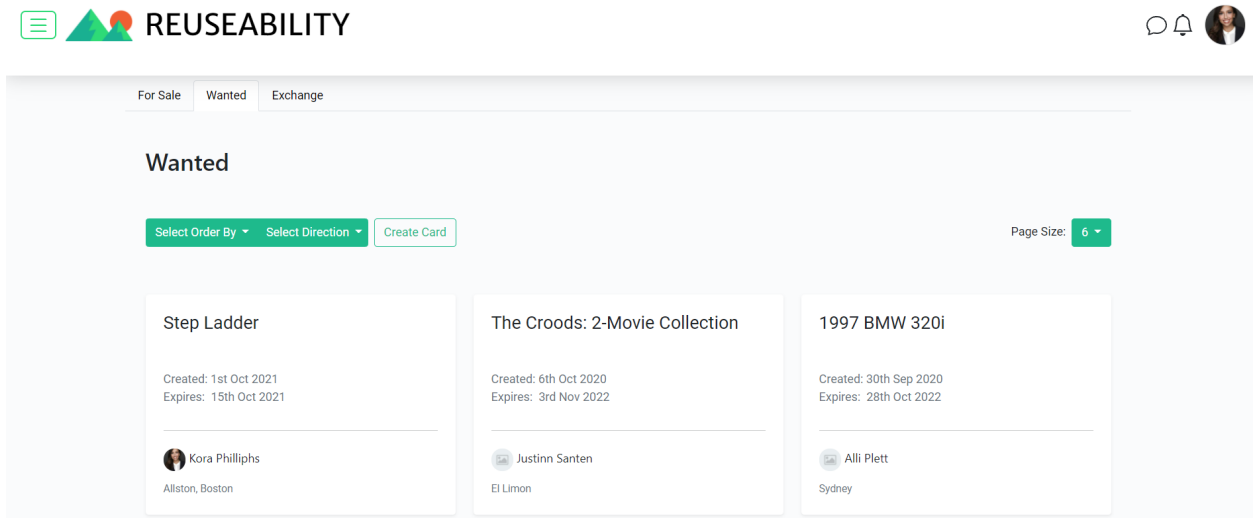 REUSEABILITY
For Sale Wanted Exchange
Wanted
Select Order By Select Direction Create Card Page Size: 6
Step Ladder
Created: 1st Oct 2021
Expires: 15th Oct 2021
Kora Philliphs
Allston, Boston
The Croods: 2-Movie Collection
Created: 6th Oct 2020
Expires: 3rd Nov 2022
Justinn Santen
El Limon
1997 BMW 320i
Created: 30th Sep 2020
Expires: 28th Oct 2022
Alli Plett
Sydney